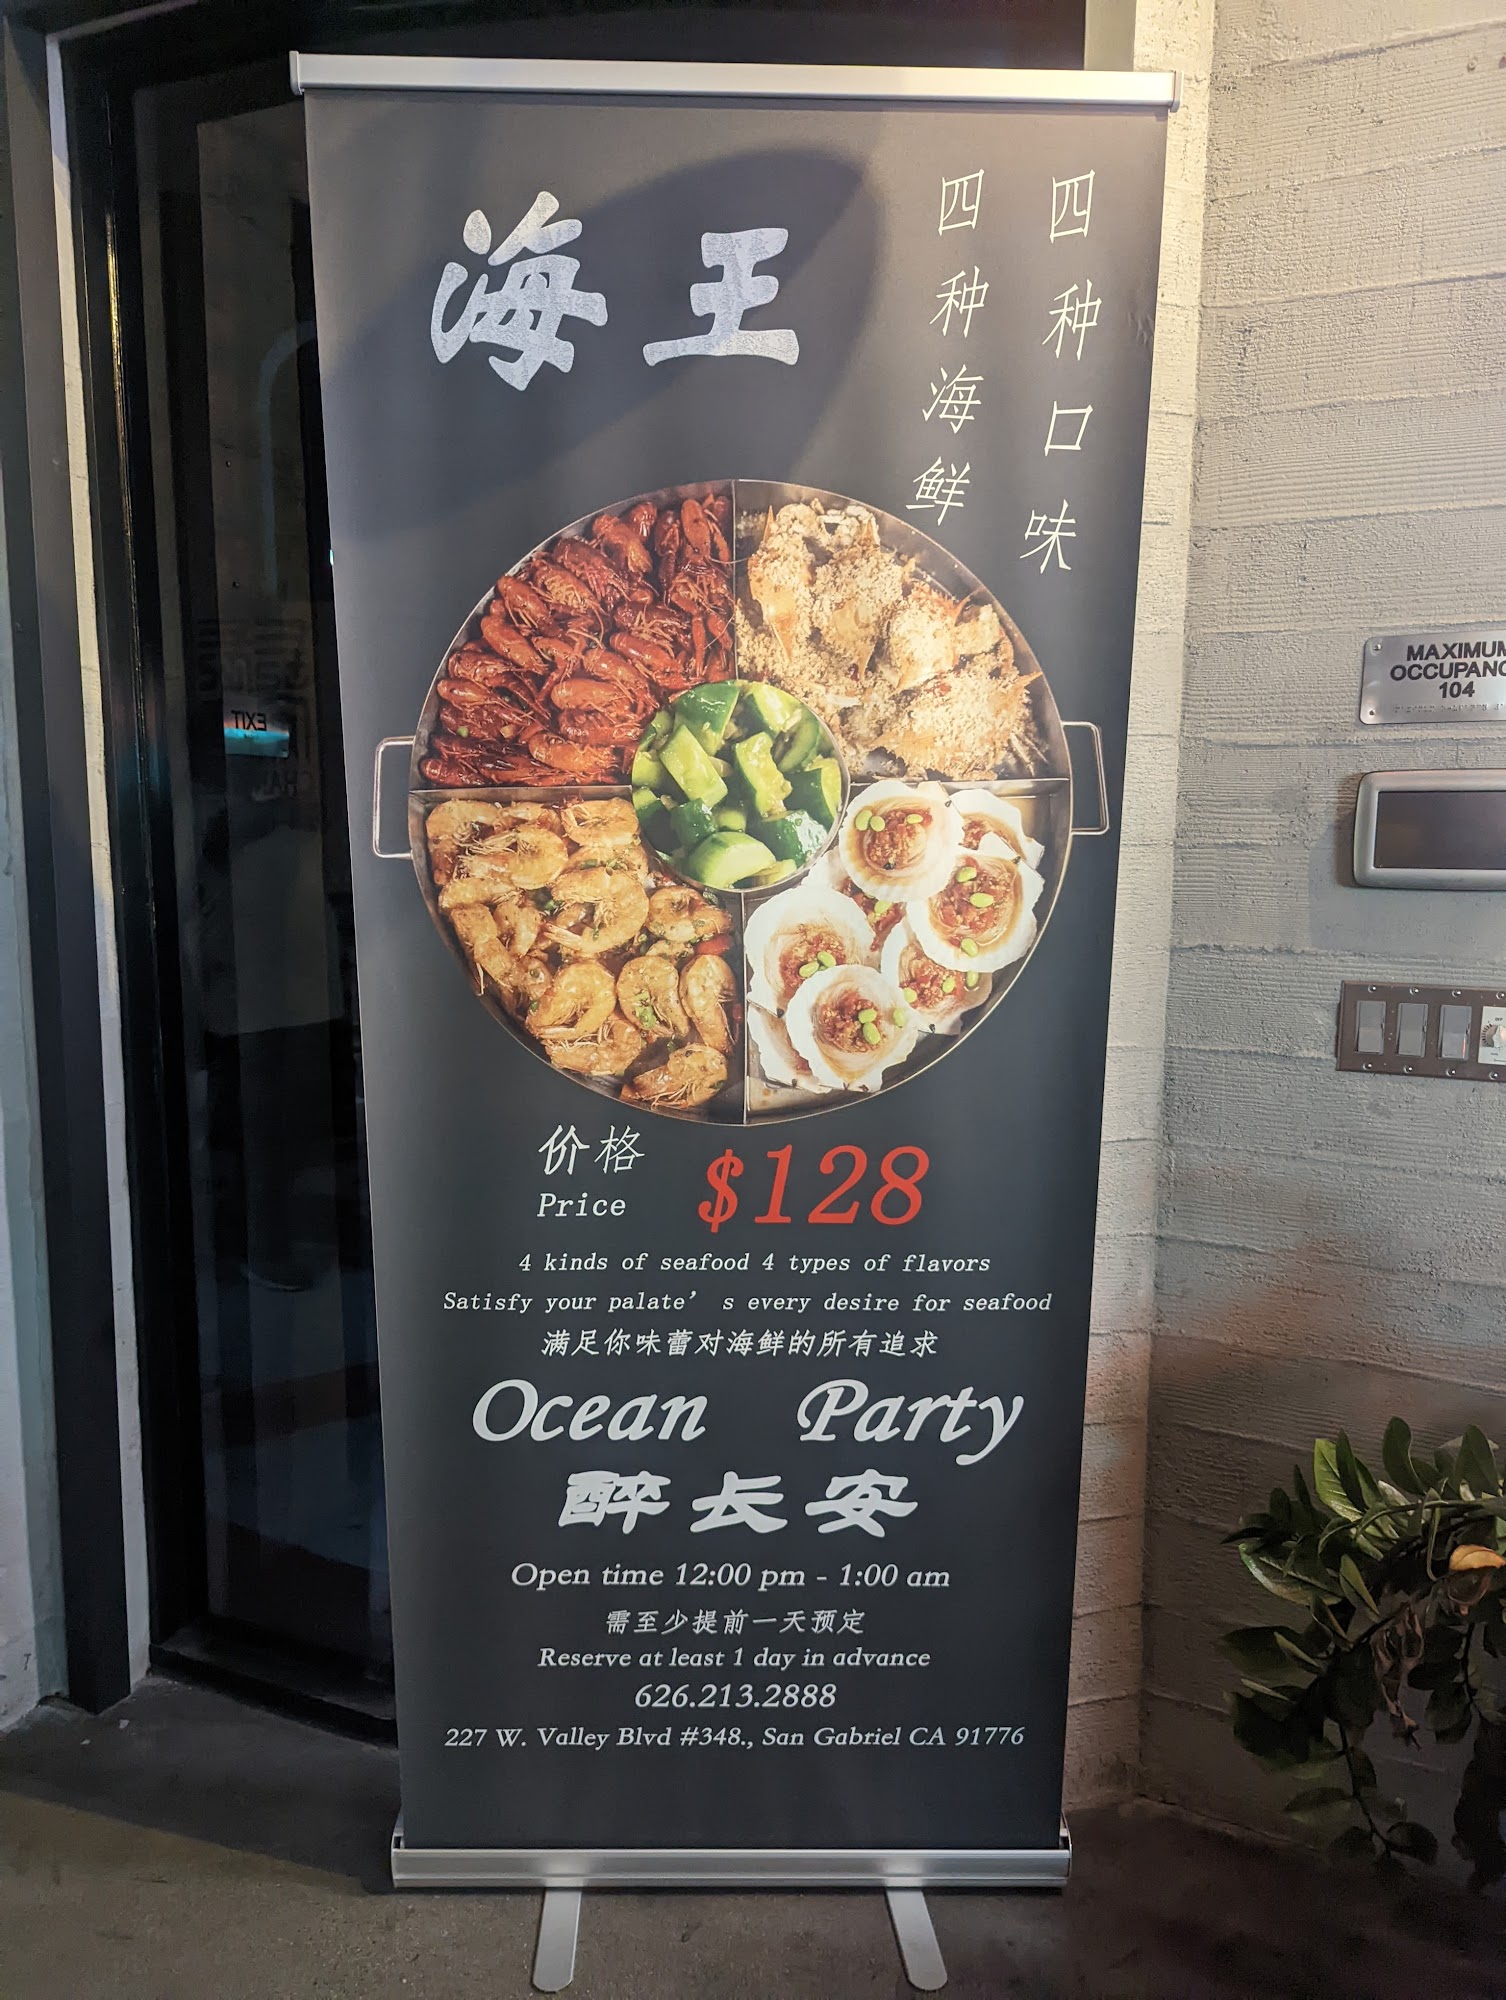 海王
四种口味
四种海鲜
MAXIMUM
104
EXIT
价格
Price
$128
4 kinds of seafood 4 types of flavors
Satisfy your palate’ s every desire for seafood
满足你味蕾对海鲜的所有追求
Ocean Party
醉长安
Open time 12:00 pm - 1:00 am
需至少提前一天预定
Reserve at least 1 day in advance
626.213.2888
227 W. Valley Blvd #348., San Gabriel CA 91776